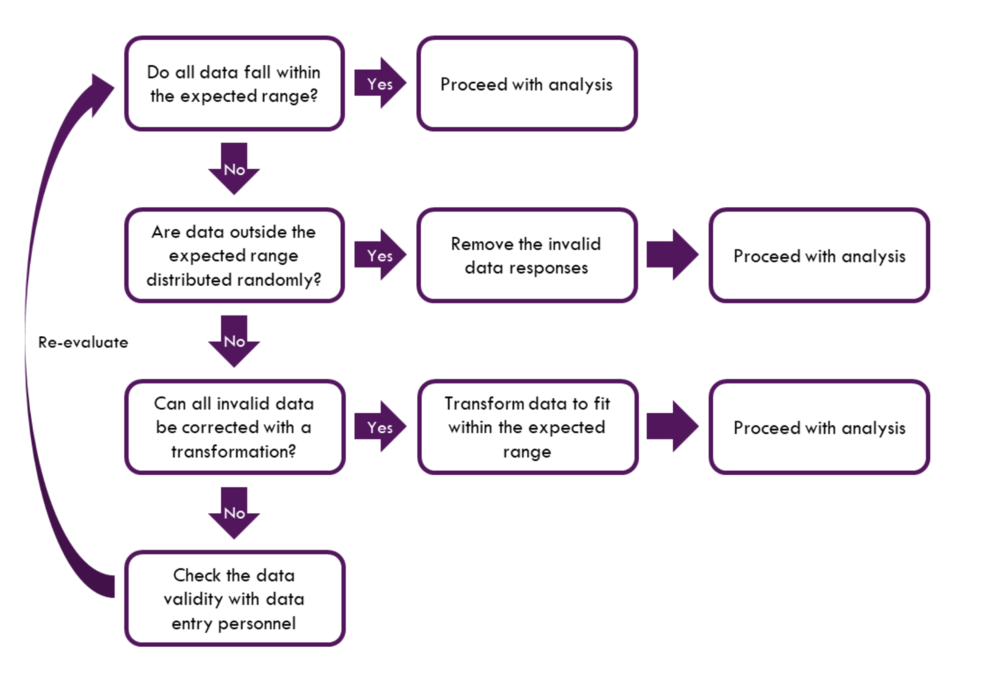 Do all data fall within
the expected range?
Yes
Proceed with analysis
No
Are data outside the
expected range
distributed randomly?
Yes
Remove the invalid
data responses
Proceed with analysis
Re-evaluate
No
Can all invalid data
be corrected with a
transformation?
Yes
Transform data to fit
within the expected
range
Proceed with analysis
No
Check the data
validity with data
entry personnel